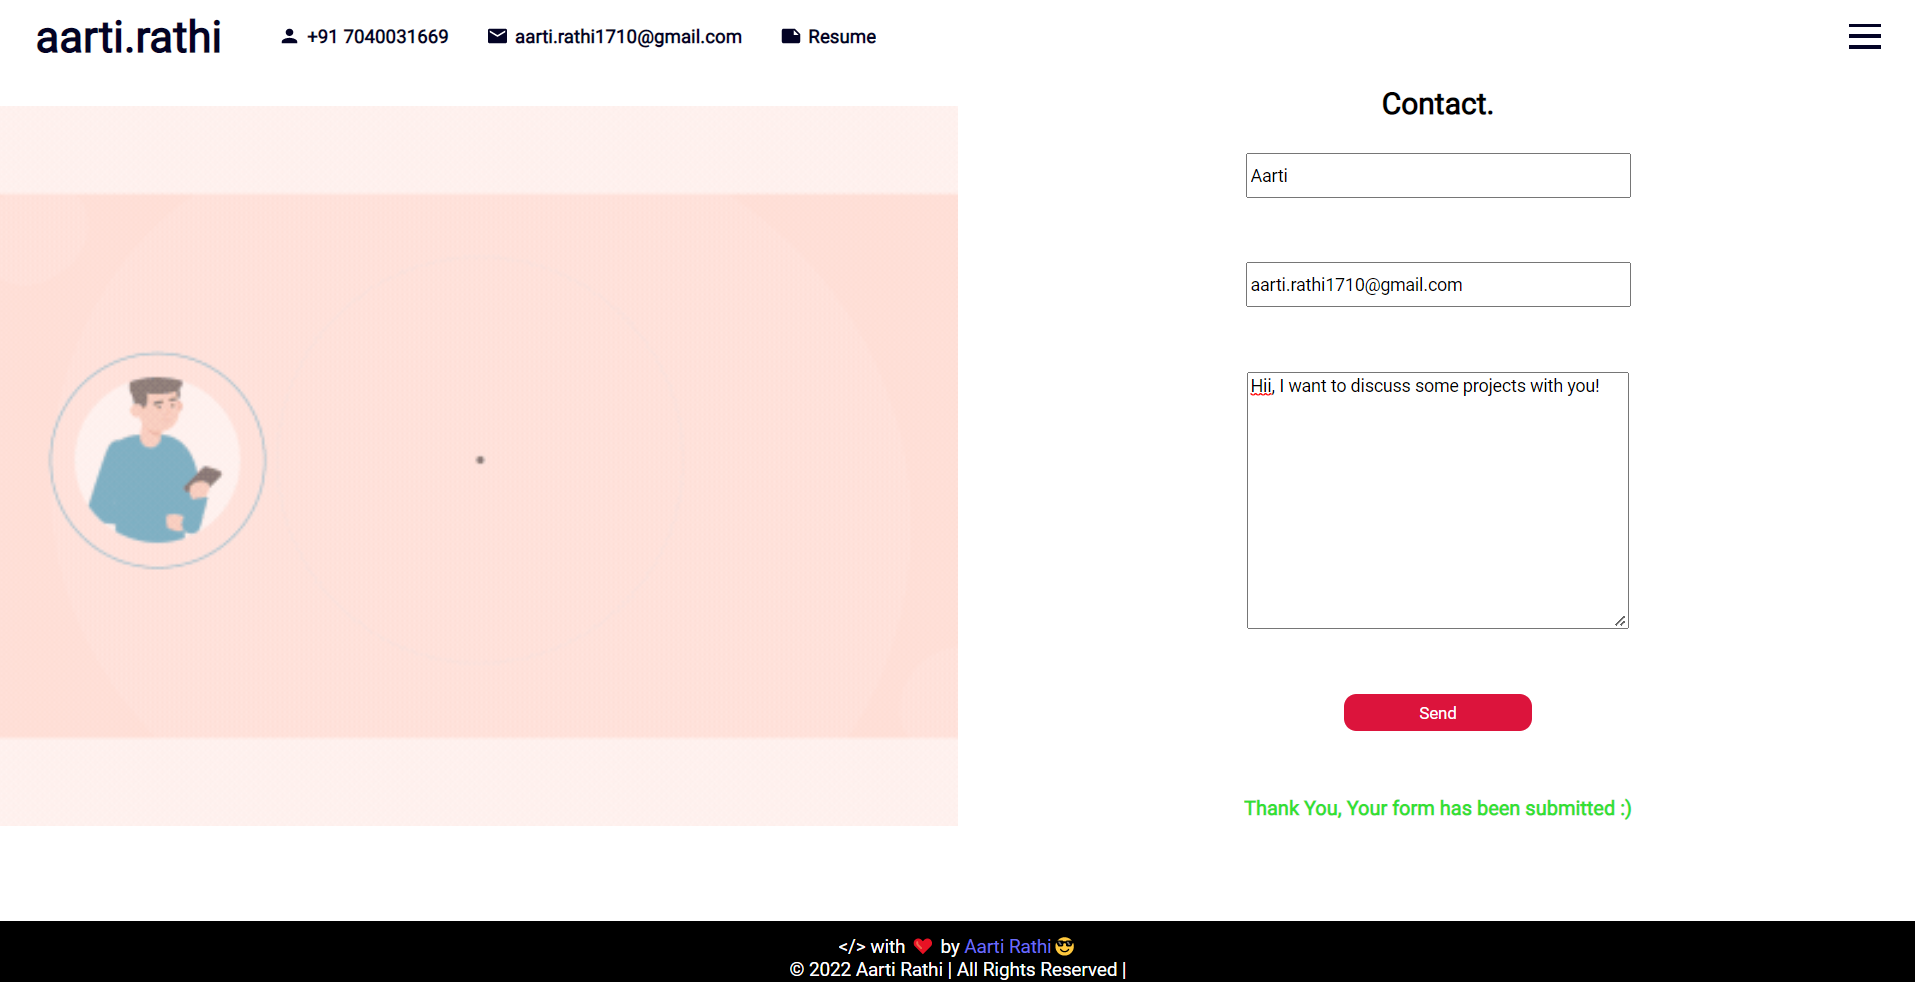 aarti.rathi
+91 7040031669
aarti.rathi1710@gmail.com
Resume
Contact.
Aarti
aarti.rathi1710@gmail.com
Hii, I want to discuss some projects with you!
Send
Thank You, Your form has been submitted :)
</> with ❤️ by Aarti Rathi😎
© 2022 Aarti Rathi | All Rights Reserved |